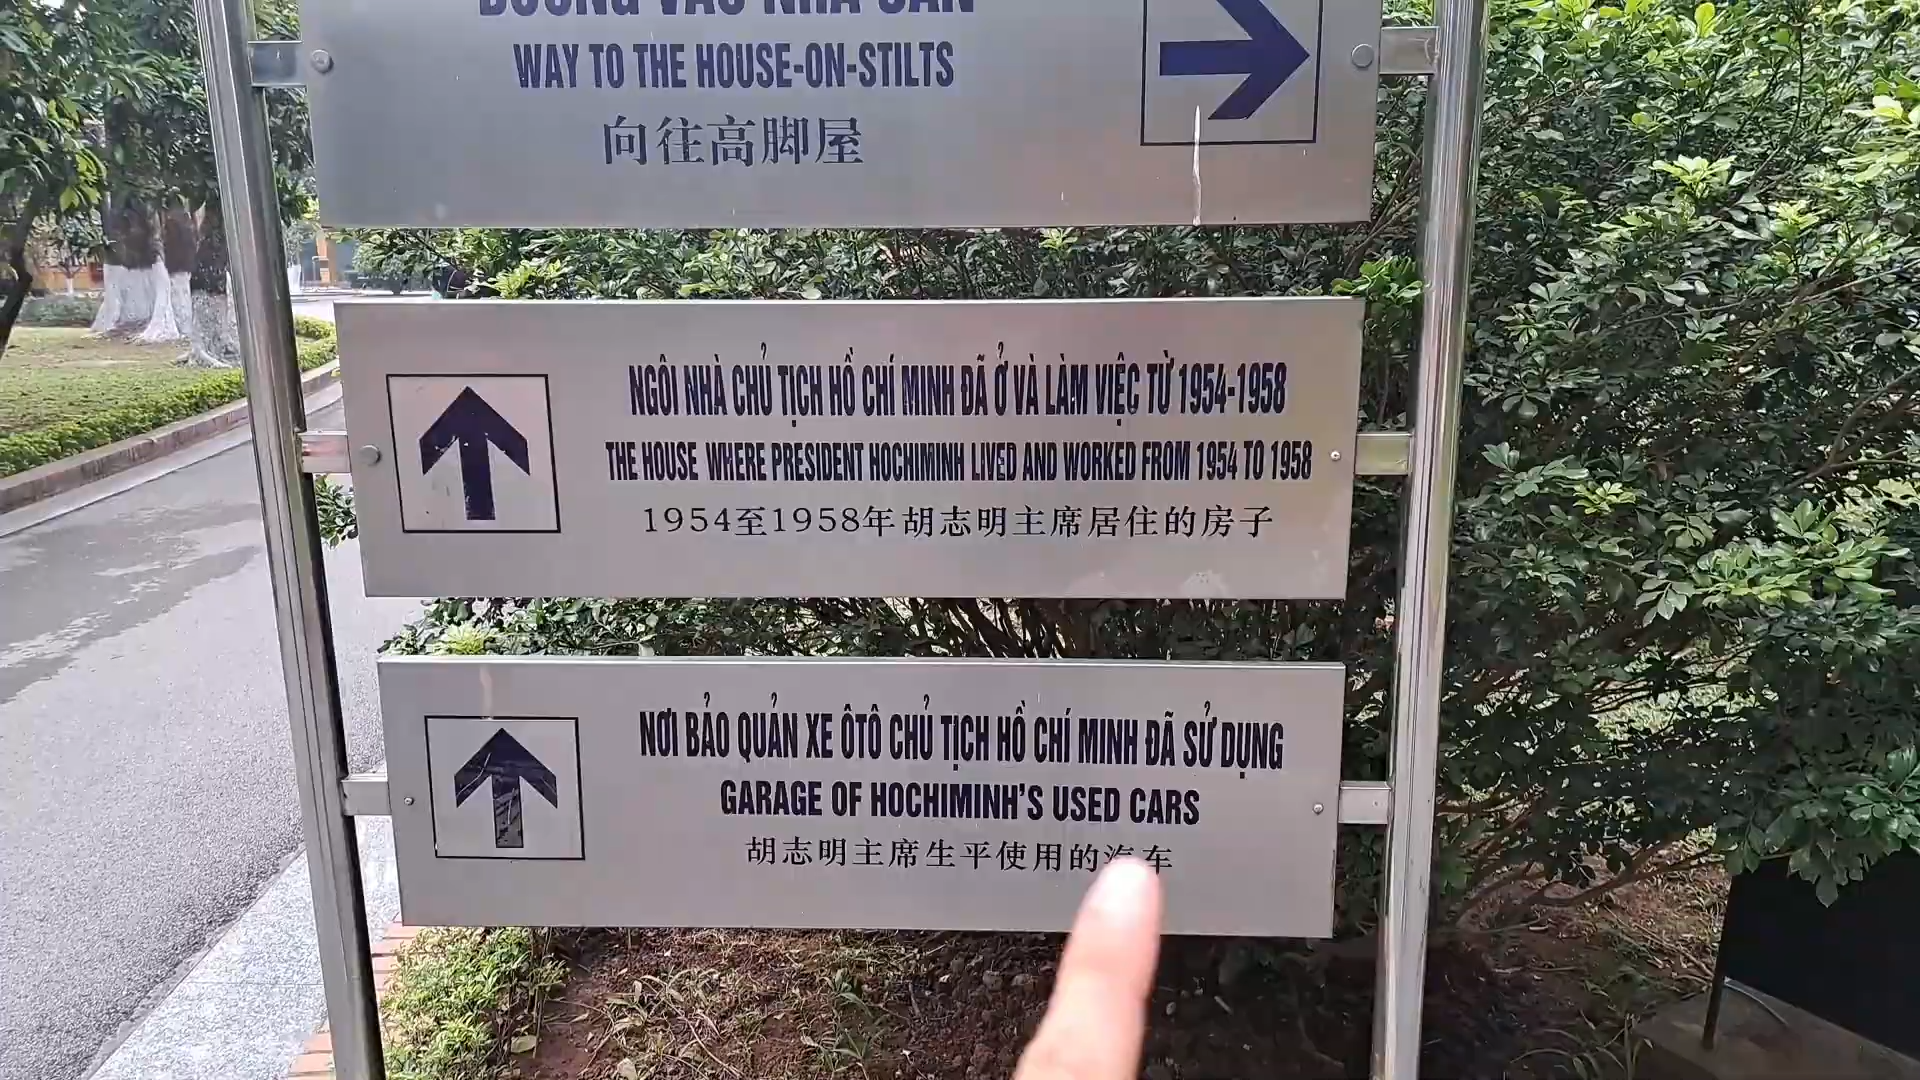 ĐƯỜNG VÀO NHÀ SÀN
WAY TO THE HOUSE-ON-STILTS
向往高脚屋
NGÔI NHÀ CHỦ TỊCH HỒ CHÍ MINH ĐÃ Ở VÀ LÀM VIỆC TỪ 1954-1958
THE HOUSE WHERE PRESIDENT HOCHIMINH LIVED AND WORKED FROM 1954 TO 1958
1954至1958年胡志明主席居住的房子
NƠI BẢO QUẢN XE ÔTÔ CHỦ TỊCH HỒ CHÍ MINH ĐÃ SỬ DỤNG
GARAGE OF HOCHIMINH'S USED CARS
胡志明主席生平使用的汽车